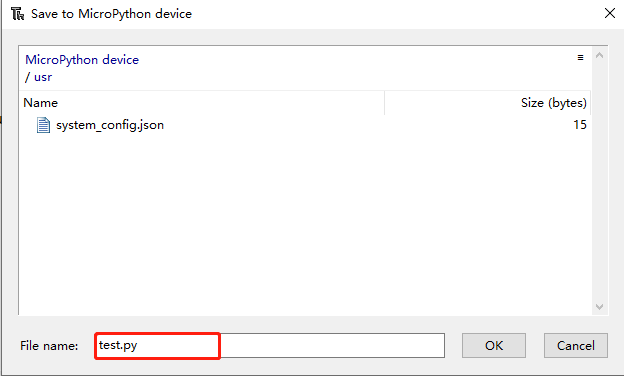 Save to MicroPython device
MicroPython device
/ usr
Name Size (bytes)
system_config.json 15
File name: test.py OK Cancel